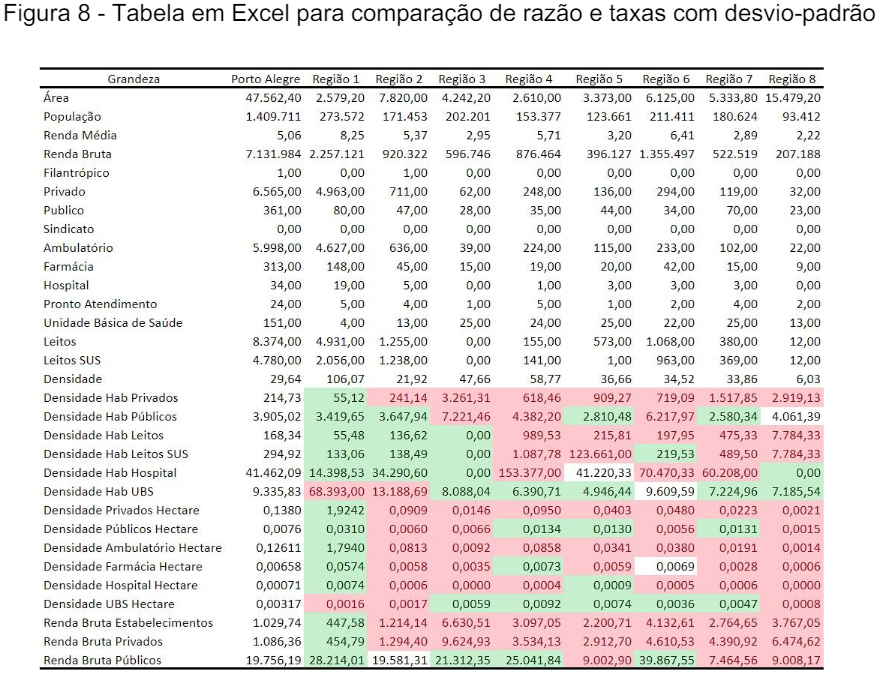 Figura 8 - Tabela em Excel para comparação de razão e taxas com desvio-padrão
Grandeza Porto Alegre Região 1 Região 2 Região 3 Região 4 Região 5 Região 6 Região 7 Região 8
Área 47.562,40 2.579,20 7.820,00 4.242,20 2.610,00 3.373,00 6.125,00 5.333,80 15.479,20
População 1.409.711 273.572 171.453 202.201 153.377 123.661 211.411 180.624 93.412
Renda Média 5,06 8,25 5,37 2,95 5,71 3,20 6,41 2,89 2,22
Renda Bruta 7.131.984 2.257.121 920.322 596.746 876.464 396.127 1.355.497 522.519 207.188
Filantrópico 1,00 0,00 1,00 0,00 0,00 0,00 0,00 0,00 0,00
Privado 6.565,00 4.963,00 711,00 62,00 248,00 136,00 294,00 119,00 32,00
Publico 361,00 80,00 47,00 28,00 35,00 44,00 34,00 70,00 23,00
Sindicato 0,00 0,00 0,00 0,00 0,00 0,00 0,00 0,00 0,00
Ambulatório 5.998,00 4.627,00 636,00 39,00 224,00 115,00 233,00 102,00 22,00
Farmácia 313,00 148,00 45,00 15,00 19,00 20,00 42,00 15,00 9,00
Hospital 34,00 19,00 5,00 0,00 1,00 3,00 3,00 3,00 0,00
Pronto Atendimento 24,00 5,00 4,00 1,00 5,00 1,00 2,00 4,00 2,00
Unidade Básica de Saúde 151,00 4,00 13,00 25,00 24,00 25,00 22,00 25,00 13,00
Leitos 8.374,00 4.931,00 1.255,00 0,00 155,00 573,00 1.068,00 380,00 12,00
Leitos SUS 4.780,00 2.056,00 1.238,00 0,00 141,00 1,00 963,00 369,00 12,00
Densidade 29,64 106,07 21,92 47,66 58,77 36,66 34,52 33,86 6,03
Densidade Hab Privados 214,73 55,12 241,14 3.261,31 618,46 909,27 719,09 1.517,85 2.919,13
Densidade Hab Públicos 3.905,02 3.419,65 3.647,94 7.221,46 4.382,20 2.810,48 6.217,97 2.580,34 4.061,39
Densidade Hab Leitos 168,34 55,48 136,62 0,00 989,53 215,81 197,95 475,33 7.784,33
Densidade Hab Leitos SUS 294,92 133,06 138,49 0,00 1.087,78 123.661,00 219,53 489,50 7.784,33
Densidade Hab Hospital 41.462,09 14.398,53 34.290,60 0,00 153.377,00 41.220,33 70.470,33 60.208,00 0,00
Densidade Hab UBS 9.335,83 68.393,00 13.188,69 8.088,04 6.390,71 4.946,44 9.609,59 7.224,96 7.185,54
Densidade Privados Hectare 0,1380 1,9242 0,0909 0,0146 0,0950 0,0403 0,0480 0,0223 0,0021
Densidade Públicos Hectare 0,0076 0,0310 0,0060 0,0066 0,0134 0,0130 0,0056 0,0131 0,0015
Densidade Ambulatório Hectare 0,12611 1,7940 0,0813 0,0092 0,0858 0,0341 0,0380 0,0191 0,0014
Densidade Farmácia Hectare 0,00658 0,0574 0,0058 0,0035 0,0073 0,0059 0,0069 0,0028 0,0006
Densidade Hospital Hectare 0,00071 0,0074 0,0006 0,0000 0,0004 0,0009 0,0005 0,0006 0,0000
Densidade UBS Hectare 0,00317 0,0016 0,0017 0,0059 0,0092 0,0074 0,0036 0,0047 0,0008
Renda Bruta Estabelecimentos 1.029,74 447,58 1.214,14 6.630,51 3.097,05 2.200,71 4.132,61 2.764,65 3.767,05
Renda Bruta Privados 1.086,36 454,79 1.294,40 9.624,93 3.534,13 2.912,70 4.610,53 4.390,92 6.474,62
Renda Bruta Públicos 19.756,19 28.214,01 19.581,31 21.312,35 25.041,84 9.002,90 39.867,55 7.464,56 9.008,17